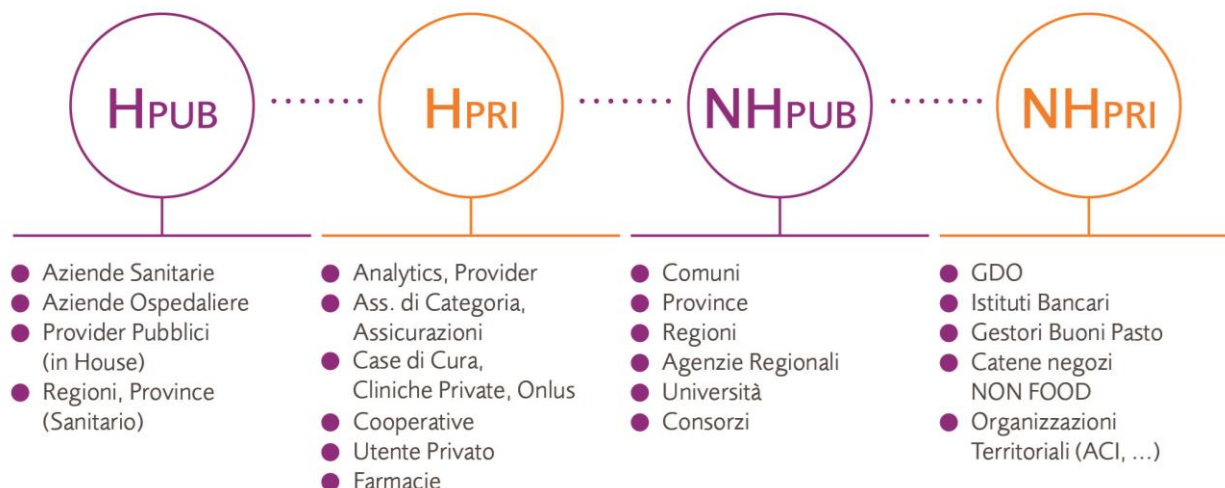 HPUB
HPRI
NHPUB
NHPRI
Aziende Sanitarie
Aziende Ospedaliere
Provider Pubblici
(in House)
Regioni, Province
(Sanitario)
Analytics, Provider
Ass. di Categoria,
Assicurazioni
Case di Cura,
Cliniche Private, Onlus
Cooperative
Utente Privato
Farmacie
Comuni
Province
Regioni
Agenzie Regionali
Università
Consorzi
GDO
Istituti Bancari
Gestori Buoni Pasto
Catene negozi
NON FOOD
Organizzazioni
Territoriali (ACI, ...)